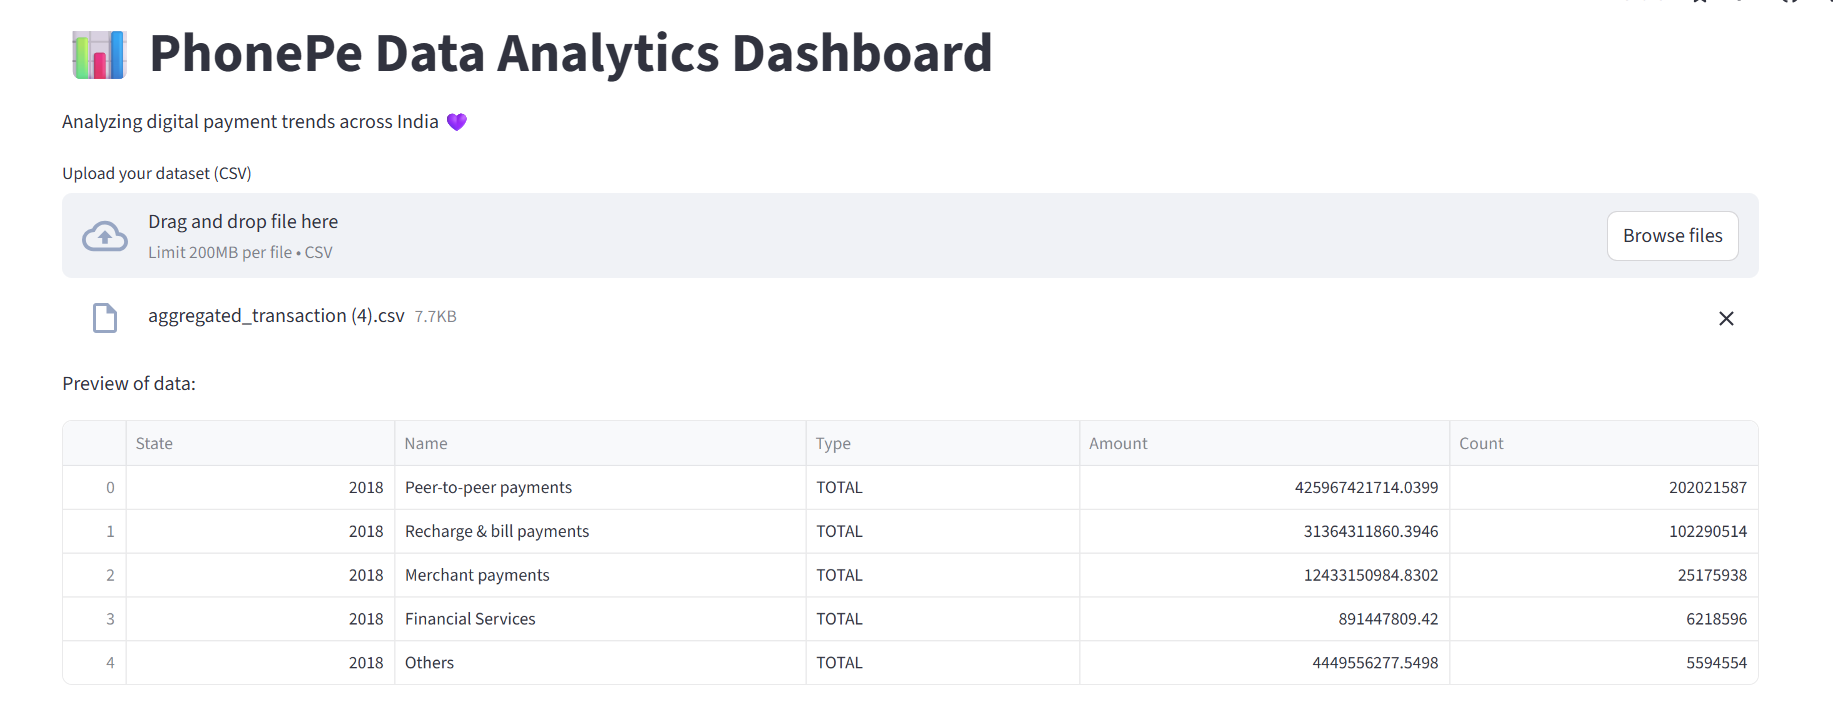 PhonePe Data Analytics Dashboard
Analyzing digital payment trends across India 💜
Upload your dataset (CSV)
Drag and drop file here
Limit 200MB per file • CSV
Browse files
aggregated_transaction (4).csv 7.7KB
Preview of data:
State Name Type Amount Count
0 2018 Peer-to-peer payments TOTAL 425967421714.0399 202021587
1 2018 Recharge & bill payments TOTAL 31364311860.3946 102290514
2 2018 Merchant payments TOTAL 12433150984.8302 25175938
3 2018 Financial Services TOTAL 891447809.42 6218596
4 2018 Others TOTAL 4449556277.5498 5594554